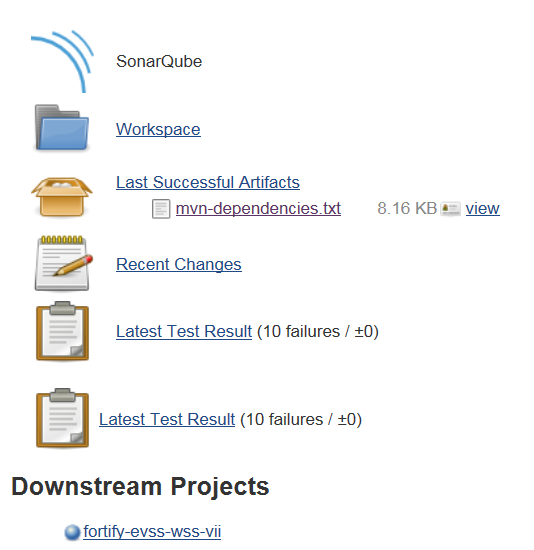 SonarQube
Workspace
Last Successful Artifacts
mvn-dependencies.txt 8.16 KB view
Recent Changes
Latest Test Result (10 failures / ±0)
Latest Test Result (10 failures / ±0)
Downstream Projects
fortify-evss-wss-vii